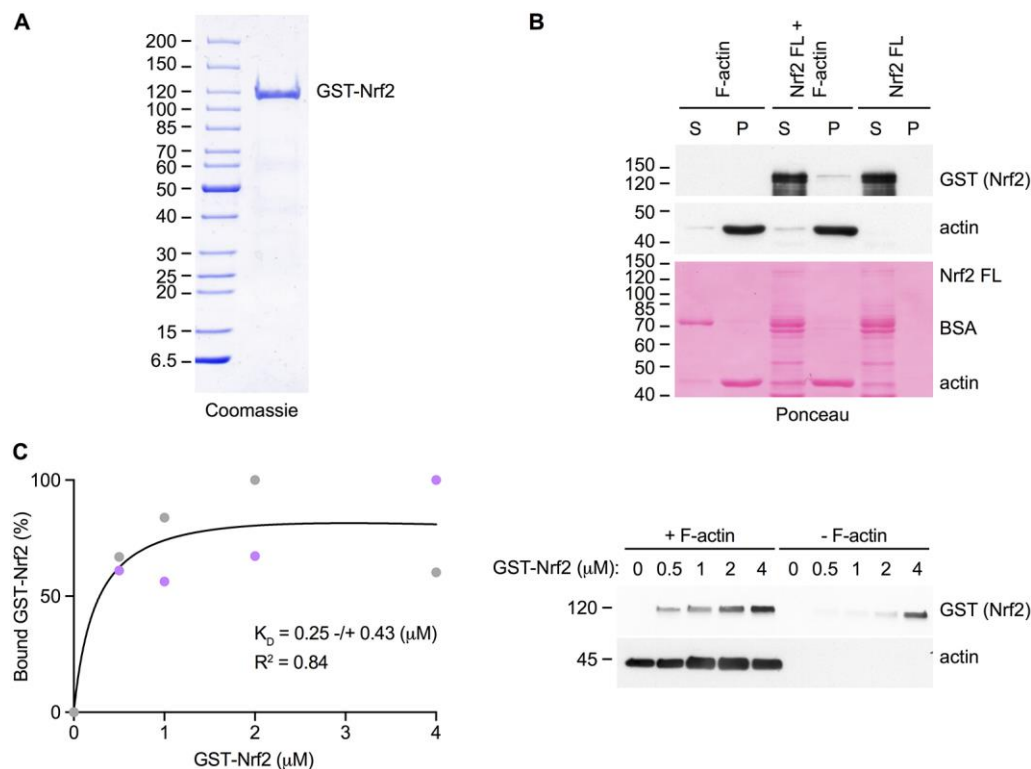 A
200
150
120
100
85
70
60
50
40
30
25
20
15
6.5
GST-Nrf2
Coomassie
B
F-actin
Nrf2 FL +
F-actin
Nrf2 FL
S P S P S P
150
120
GST (Nrf2)
50
40
actin
150
120
100
85
70
60
50
40
Nrf2 FL
BSA
actin
Ponceau
C
Bound GST-Nrf2 (%)
100
50
0
0 1 2 3 4
GST-Nrf2 (μM)
K_D = 0.25 -/+ 0.43 (μM)
R² = 0.84
+ F-actin - F-actin
GST-Nrf2 (μM): 0 0.5 1 2 4 0 0.5 1 2 4
120
GST (Nrf2)
45
actin